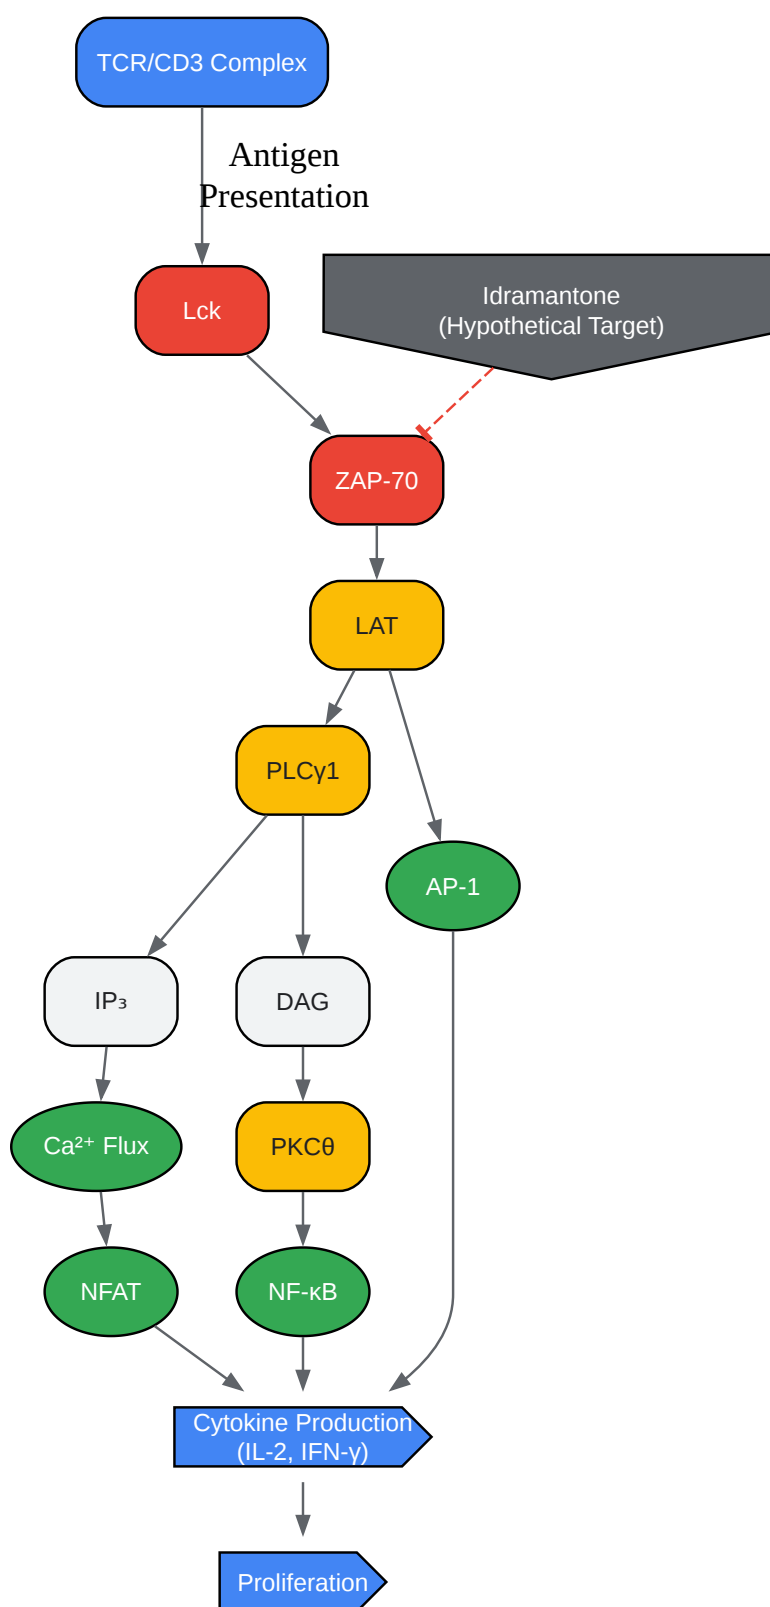 TCR/CD3 Complex
Antigen
Presentation
Lck
Idramantone
(Hypothetical Target)
ZAP-70
LAT
PLCγ1
AP-1
IP₃
DAG
Ca²⁺ Flux
PKCθ
NFAT
NF-κB
Cytokine Production
(IL-2, IFN-γ)
Proliferation